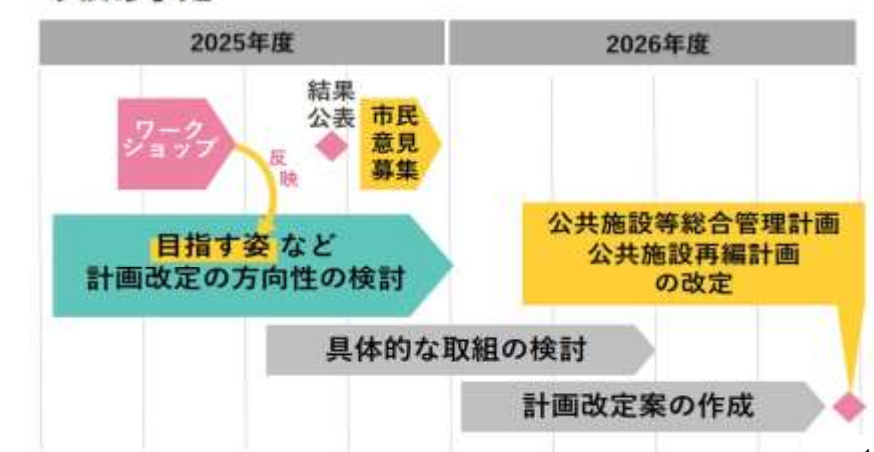 2025年度
2026年度
ワーク
ショップ
結果
公表
市民
意見
募集
反
映
目指す姿 など
計画改定の方向性の検討
公共施設等総合管理計画
公共施設再編計画
の改定
具体的な取組の検討
計画改定案の作成